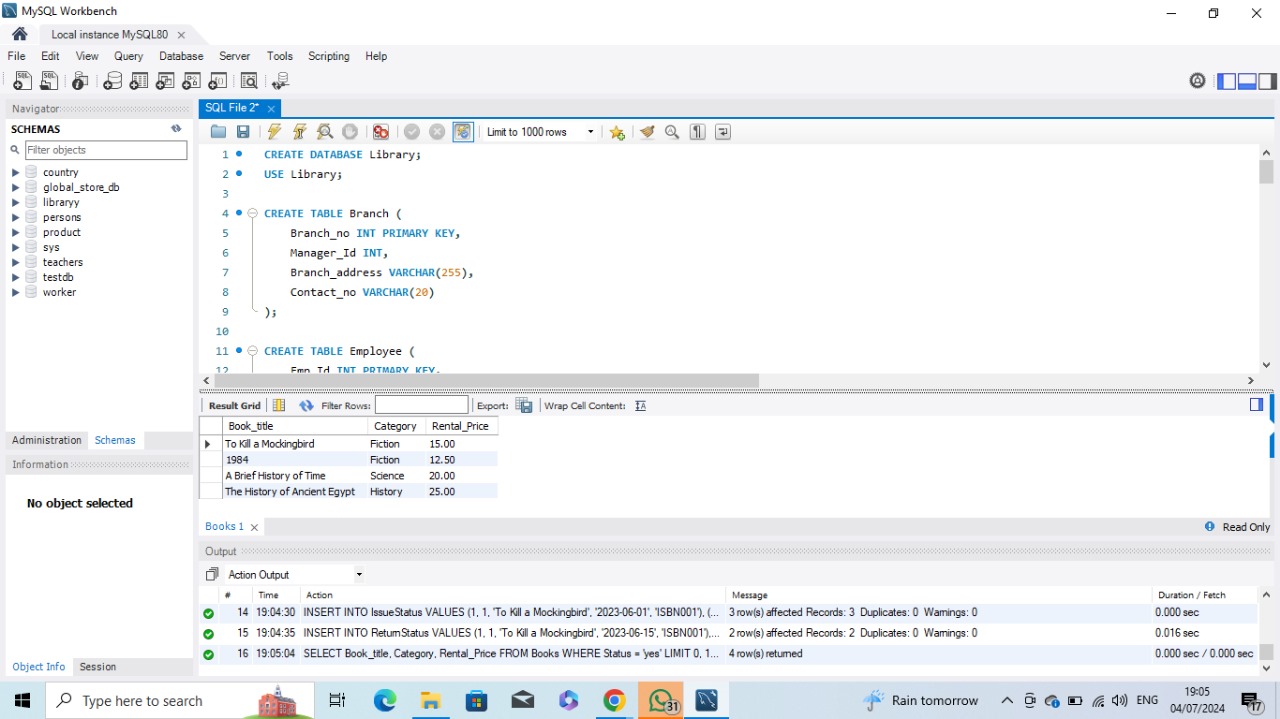 MySQL Workbench
Local instance MySQL80
File Edit View Query Database Server Tools Scripting Help
Navigator
SCHEMAS
Filter objects
country
global_store_db
libraryy
persons
product
sys
teachers
testdb
worker
Administration Schemas
Information
No object selected
Object Info Session
SQL File 2*
Limit to 1000 rows
1 CREATE DATABASE Library;
2 USE Library;
3
4 CREATE TABLE Branch (
5 Branch_no INT PRIMARY KEY,
6 Manager_Id INT,
7 Branch_address VARCHAR(255),
8 Contact_no VARCHAR(20)
9 );
10
11 CREATE TABLE Employee (
12 Emp_Id INT PRIMARY KEY,
Result Grid Filter Rows: Export: Wrap Cell Content:
Book_title Category Rental_Price
To Kill a Mockingbird Fiction 15.00
1984 Fiction 12.50
A Brief History of Time Science 20.00
The History of Ancient Egypt History 25.00
Books 1 Read Only
Output
Action Output
# Time Action Message Duration / Fetch
14 19:04:30 INSERT INTO IssueStatus VALUES (1, 1, 'To Kill a Mockingbird', '2023-06-01', 'ISBN001'), (... 3 row(s) affected Records: 3 Duplicates: 0 Warnings: 0 0.000 sec
15 19:04:35 INSERT INTO ReturnStatus VALUES (1, 1, 'To Kill a Mockingbird', '2023-06-15', 'ISBN001'),... 2 row(s) affected Records: 2 Duplicates: 0 Warnings: 0 0.016 sec
16 19:05:04 SELECT Book_title, Category, Rental_Price FROM Books WHERE Status = 'yes' LIMIT 0, 1... 4 row(s) returned 0.000 sec / 0.000 sec
Type here to search
31
Rain tomorrow
ENG
19:05
04/07/2024
17